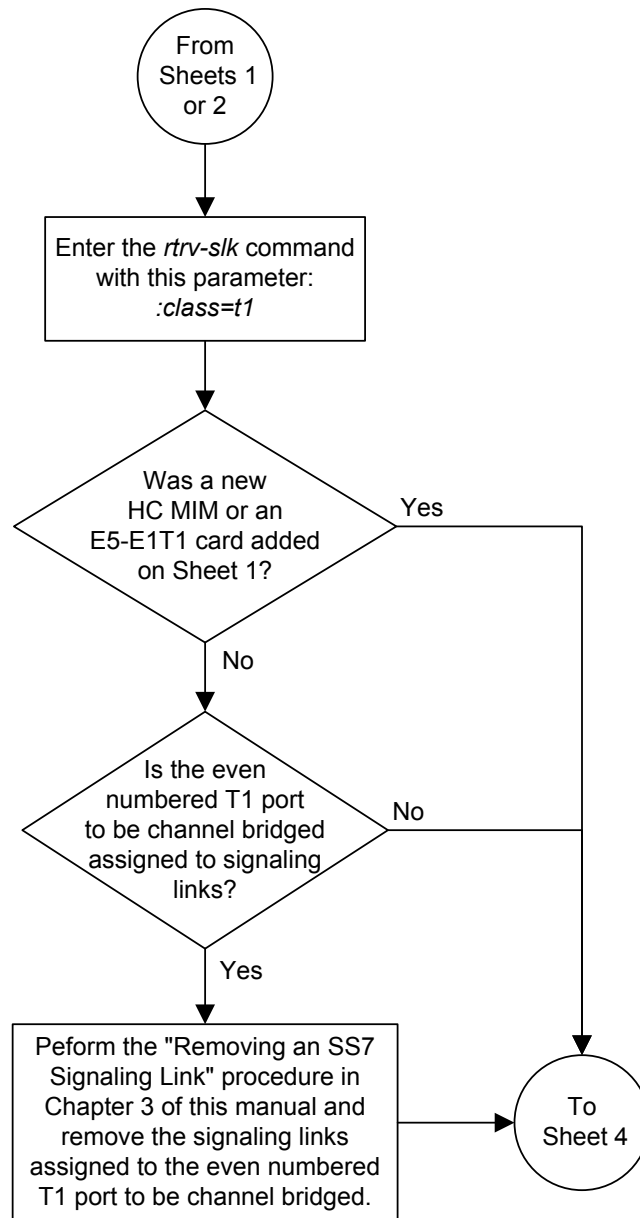 From
Sheets 1
or 2
Enter the rtrv-slk command
with this parameter:
:class=t1
Was a new
HC MIM or an
E5-E1T1 card added
on Sheet 1?
Yes
No
Is the even
numbered T1 port
to be channel bridged
assigned to signaling
links?
No
Yes
Peform the "Removing an SS7
Signaling Link" procedure in
Chapter 3 of this manual and
remove the signaling links
assigned to the even numbered
T1 port to be channel bridged.
To
Sheet 4